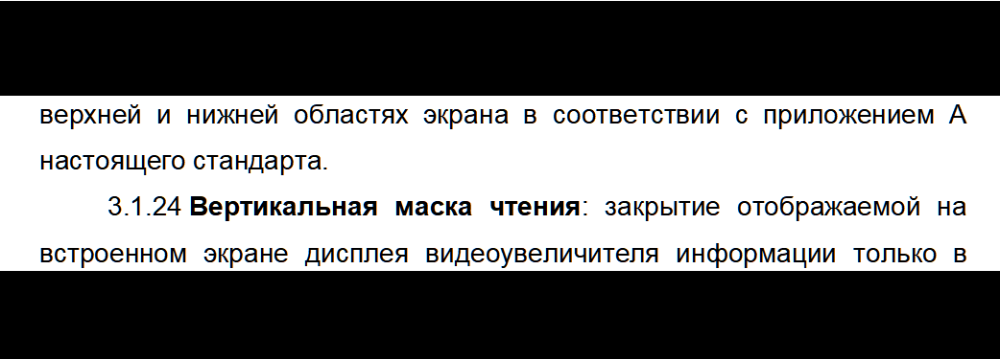 верхней и нижней областях экрана в соответствии с приложением А
настоящего стандарта.
3.1.24 Вертикальная маска чтения: закрытие отображаемой на
встроенном экране дисплея видеоувеличителя информации только в